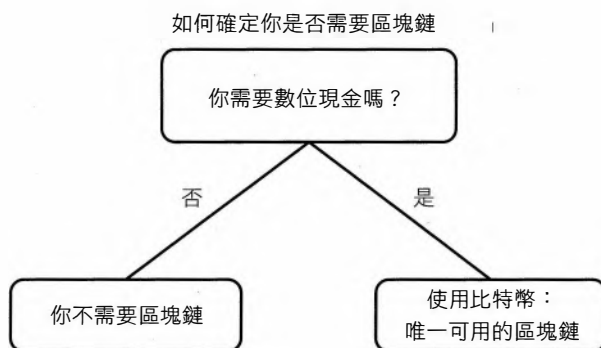 如何確定你是否需要區塊鏈
你需要數位現金嗎？
否
是
你不需要區塊鏈
使用比特幣：
唯一可用的區塊鏈